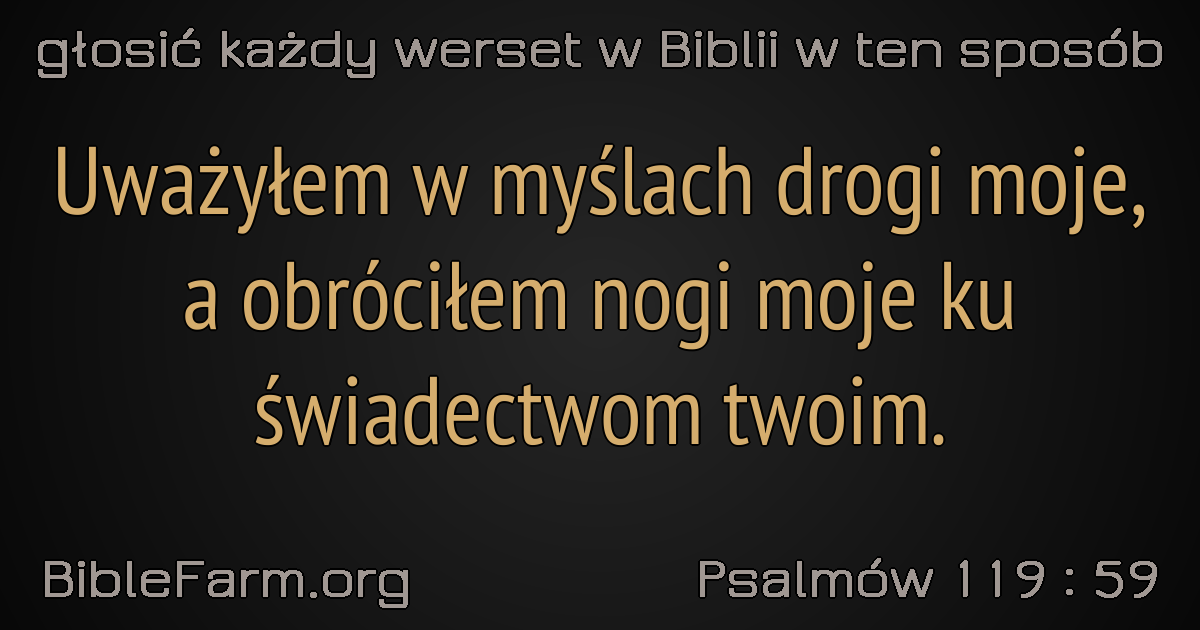 głosić każdy werset w Biblii w ten sposób
Uważyłem w myślach drogi moje,
a obróciłem nogi moje ku
świadectwom twoim.
BibleFarm.org
Psalmów 119 : 59